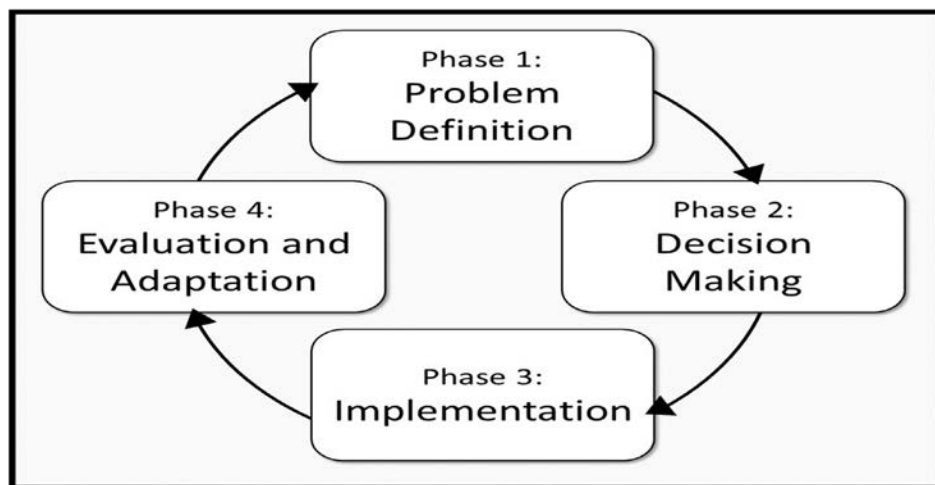 Phase 1:
Problem
Definition
Phase 2:
Decision
Making
Phase 3:
Implementation
Phase 4:
Evaluation and
Adaptation